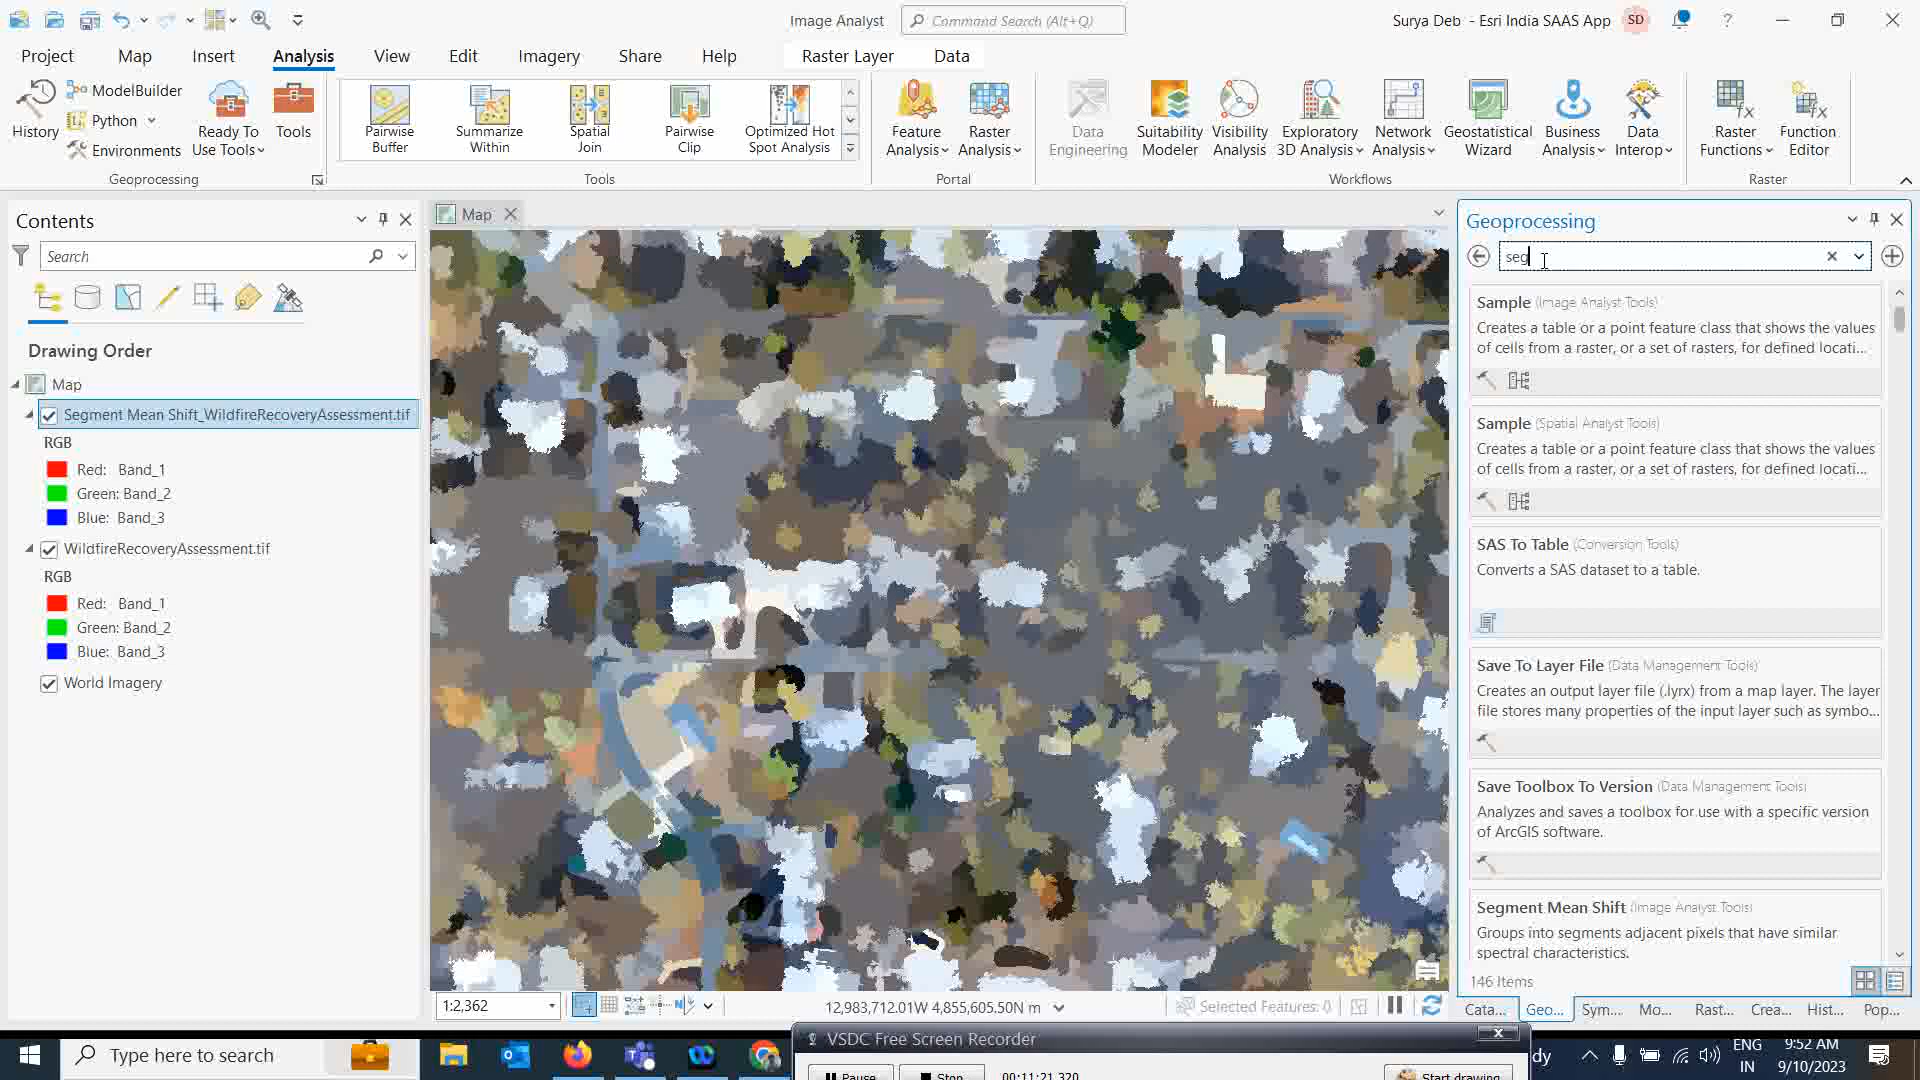 Image Analyst
Command Search (Alt+Q)
Surya Deb - Esri India SAAS App
SD
?
Project
Map
Insert
Analysis
View
Edit
Imagery
Share
Help
Raster Layer
Data
History
ModelBuilder
Python
Environments
Ready To
Use Tools
Tools
Geoprocessing
Pairwise
Buffer
Summarize
Within
Spatial
Join
Pairwise
Clip
Optimized Hot
Spot Analysis
Tools
Feature
Analysis
Raster
Analysis
Portal
Data
Engineering
Suitability
Modeler
Visibility
Analysis
Exploratory
3D Analysis
Network
Analysis
Geostatistical
Wizard
Business
Analysis
Data
Interop
Workflows
Raster
Functions
Function
Editor
Raster
Contents
Search
Drawing Order
Map
Segment Mean Shift_WildfireRecoveryAssessment.tif
RGB
Red: Band_1
Green: Band_2
Blue: Band_3
WildfireRecoveryAssessment.tif
RGB
Red: Band_1
Green: Band_2
Blue: Band_3
World Imagery
Map
1:2,362
12,983,712.01W 4,855,605.50N m
Selected Features: 0
Geoprocessing
seg
Sample (Image Analyst Tools)
Creates a table or a point feature class that shows the values
of cells from a raster, or a set of rasters, for defined locati...
Sample (Spatial Analyst Tools)
Creates a table or a point feature class that shows the values
of cells from a raster, or a set of rasters, for defined locati...
SAS To Table (Conversion Tools)
Converts a SAS dataset to a table.
Save To Layer File (Data Management Tools)
Creates an output layer file (.lyrx) from a map layer. The layer
file stores many properties of the input layer such as symbo...
Save Toolbox To Version (Data Management Tools)
Analyzes and saves a toolbox for use with a specific version
of ArcGIS software.
Segment Mean Shift (Image Analyst Tools)
Groups into segments adjacent pixels that have similar
spectral characteristics.
146 Items
Cata...
Geo...
Sym...
Mo...
Rast...
Crea...
Hist...
Pop...
Type here to search
VSDC Free Screen Recorder
Pause
Stop
00:11:21.320
Start drawing
dy
ENG
IN
9:52 AM
9/10/2023